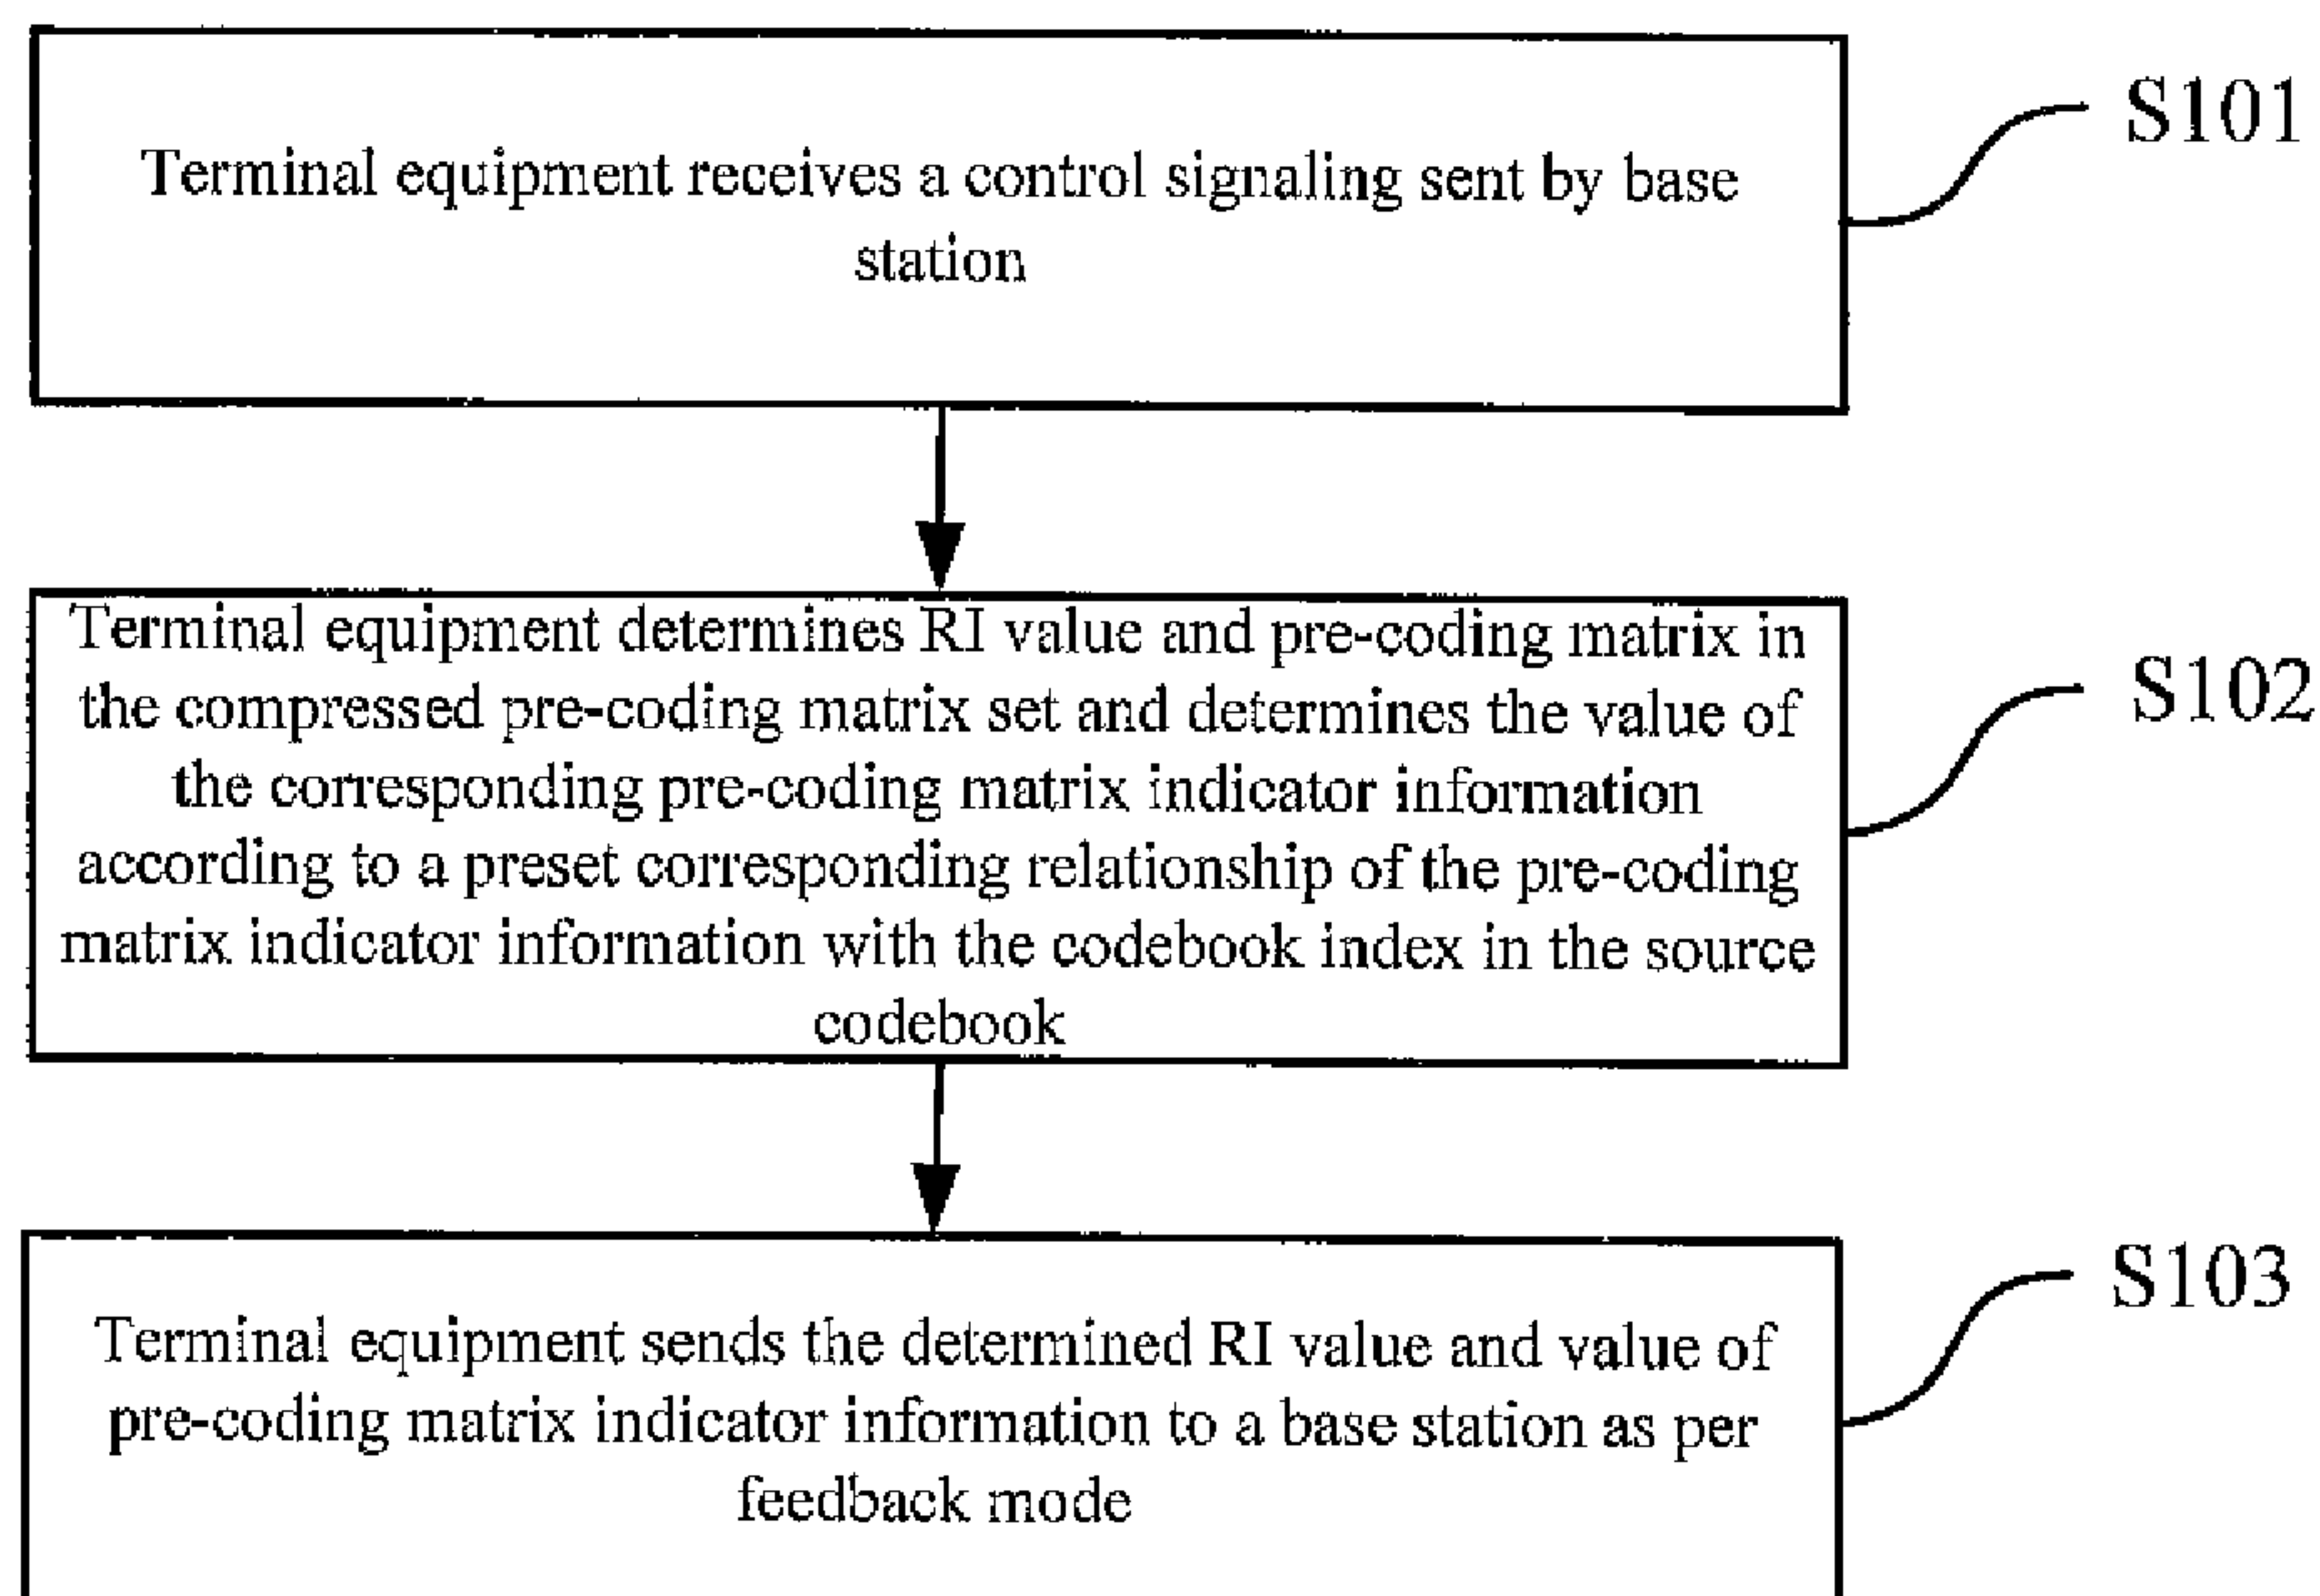 Terminal equipment receives a control signaling sent by base
station
S101
Terminal equipment determines RI value and pre-coding matrix in
the compressed pre-coding matrix set and determines the value of
the corresponding pre-coding matrix indicator information
according to a preset corresponding relationship of the pre-coding
matrix indicator information with the codebook index in the source
codebook
S102
Terminal equipment sends the determined RI value and value of
pre-coding matrix indicator information to a base station as per
feedback mode
S103